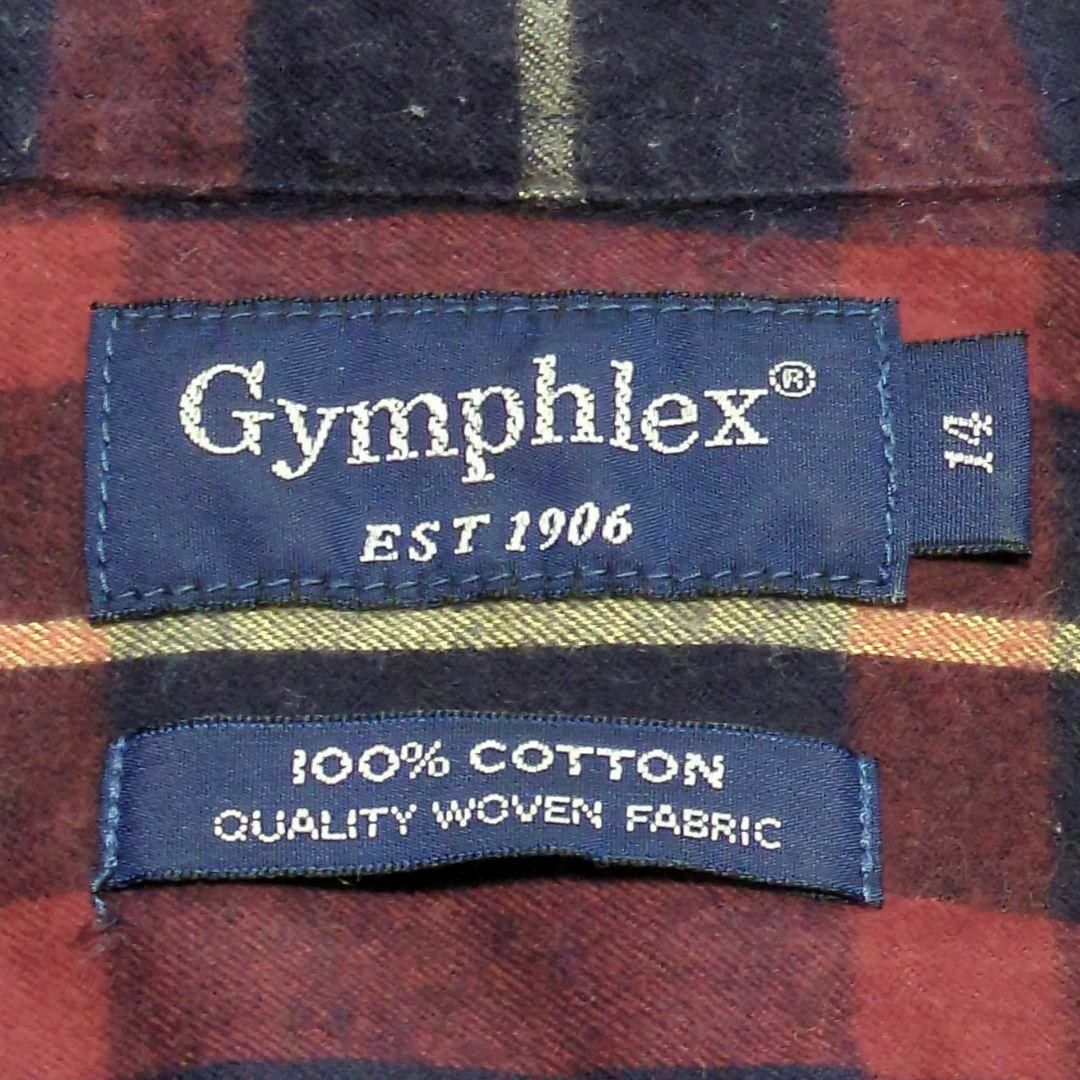 Gymphlex®
EST 1906
14
100% COTTON
QUALITY WOVEN FABRIC